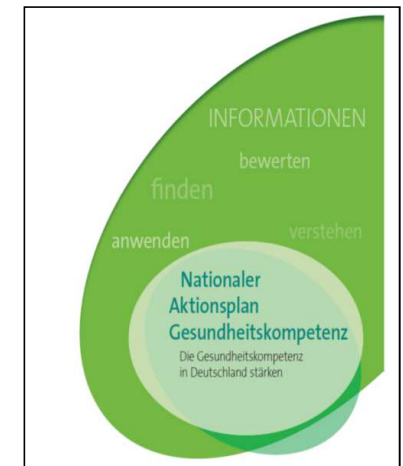 INFORMATIONEN
bewerten
finden
verstehen
anwenden
Nationaler
Aktionsplan
Gesundheitskompetenz
Die Gesundheitskompetenz
in Deutschland stärken